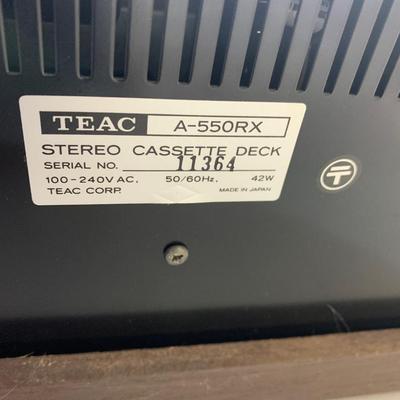 TEAC A-550RX
STEREO CASSETTE DECK
SERIAL NO. 11364
100-240V AC, 50/60Hz, 42W
TEAC CORP. MADE IN JAPAN